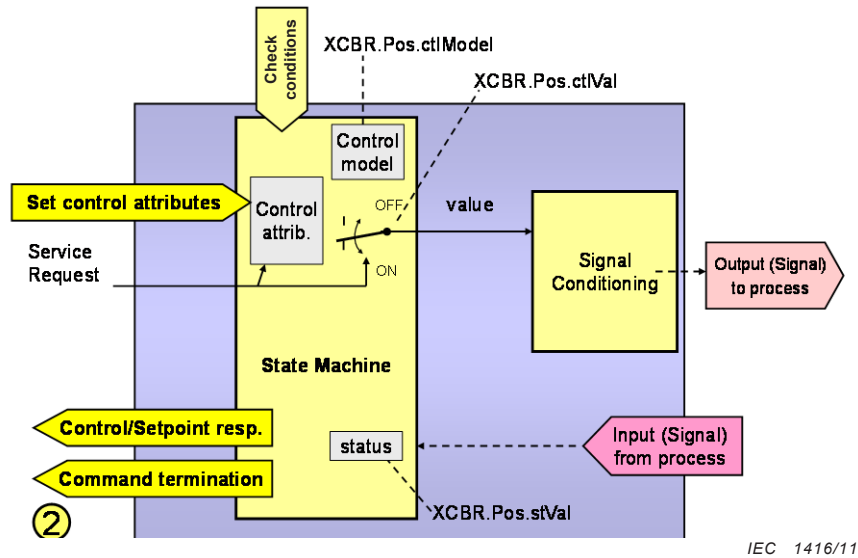 Check
conditions
XCBR.Pos.ctlModel
XCBR.Pos.ctlVal
Control
model
Set control attributes
Control
attrib.
OFF
value
Service
Request
ON
Signal
Conditioning
Output (Signal)
to process
State Machine
Control/Setpoint resp.
status
Input (Signal)
from process
Command termination
XCBR.Pos.stVal
2
IEC 1416/11